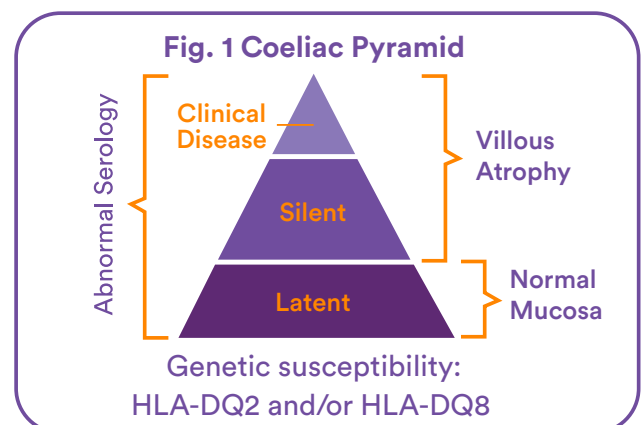 Fig. 1 Coeliac Pyramid
Abnormal Serology
Clinical
Disease
Villous
Atrophy
Silent
Latent
Normal
Mucosa
Genetic susceptibility:
HLA-DQ2 and/or HLA-DQ8